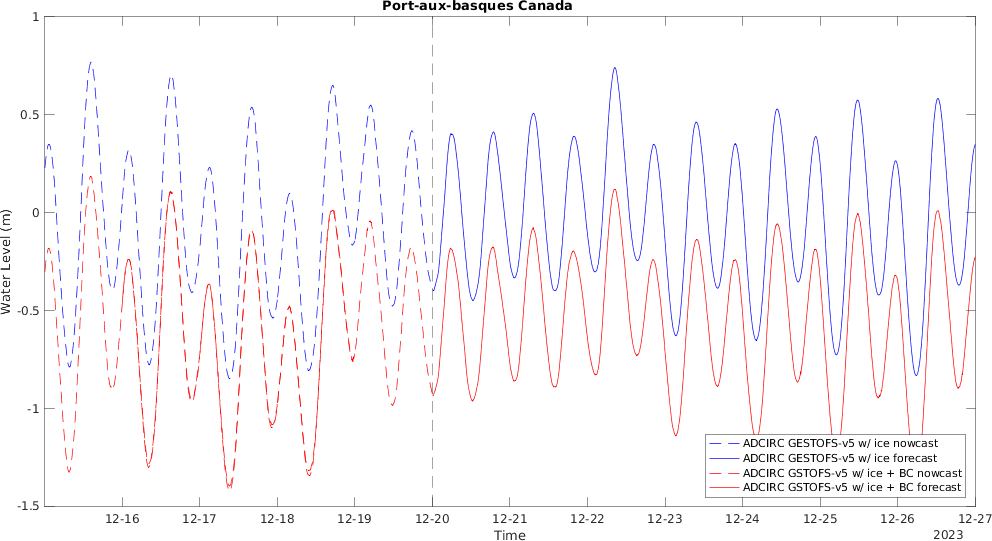 Port-aux-basques Canada
1
0.5
0
-0.5
-1
-1.5
Water Level (m)
ADCIRC GESTOFS-v5 w/ ice nowcast
ADCIRC GESTOFS-v5 w/ ice forecast
ADCIRC GSTOFS-v5 w/ ice + BC nowcast
ADCIRC GSTOFS-v5 w/ ice + BC forecast
12-16 12-17 12-18 12-19 12-20 12-21 12-22 12-23 12-24 12-25 12-26 12-27
Time
2023